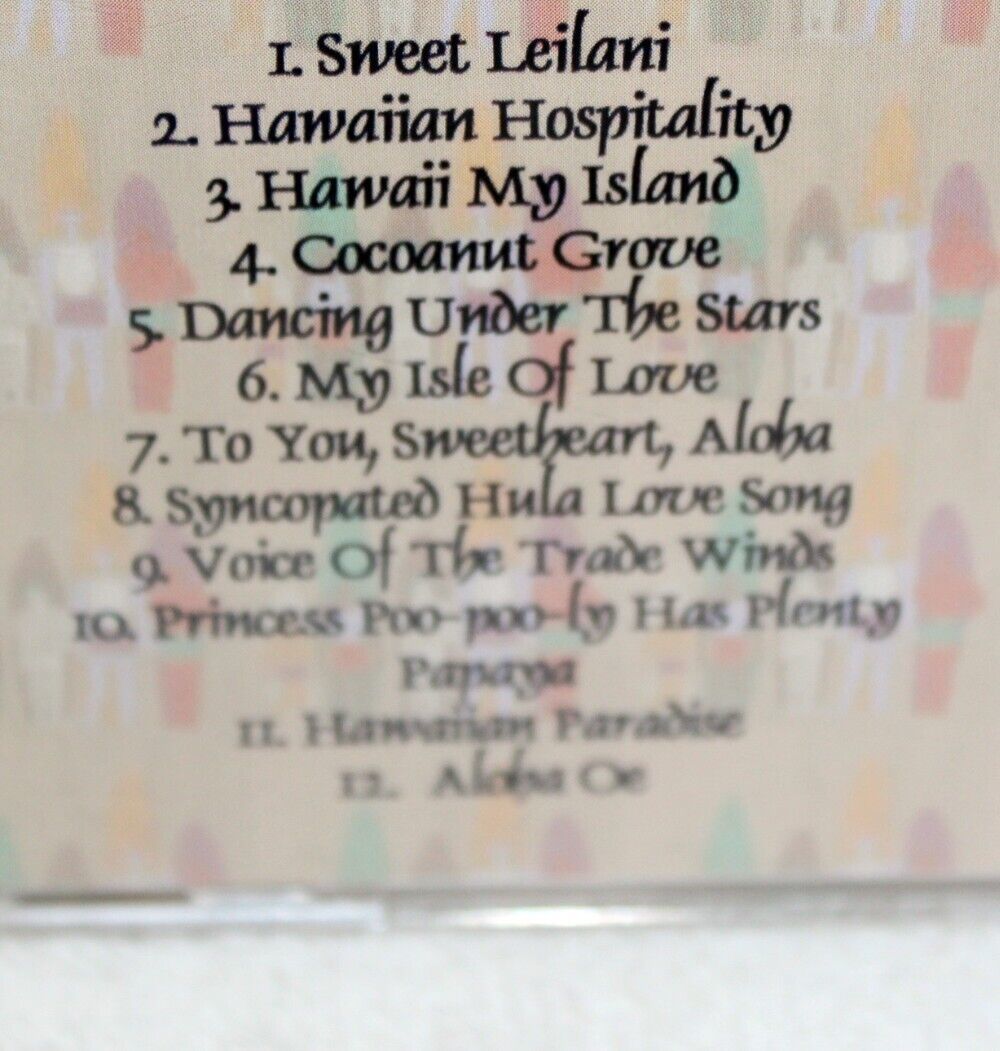 1. Sweet Leilani
2. Hawaiian Hospitality
3. Hawaii My Island
4. Cocoanut Grove
5. Dancing Under The Stars
6. My Isle Of Love
7. To You, Sweetheart, Aloha
8. Syncopated Hula Love Song
9. Voice Of The Trade Winds
10. Princess Poo-poo-ly Has Plenty
Papaya
11. Hawaiian Paradise
12. Aloha Oe